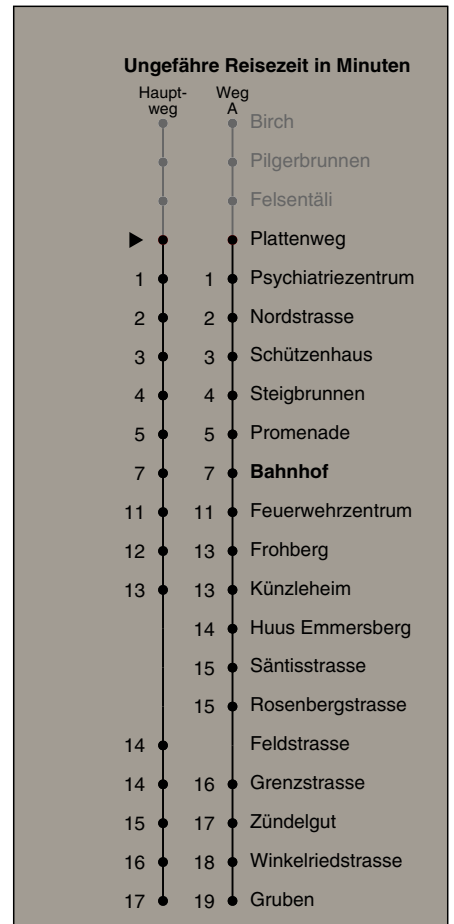 Ungefähre Reisezeit in Minuten
Haupt-
weg
Weg
A
Birch
Pilgerbrunnen
Felsentäli
Plattenweg
1 1 Psychiatriezentrum
2 2 Nordstrasse
3 3 Schützenhaus
4 4 Steigbrunnen
5 5 Promenade
7 7 Bahnhof
11 11 Feuerwehrzentrum
12 13 Frohberg
13 13 Künzleheim
14 Huus Emmersberg
15 Säntisstrasse
15 Rosenbergstrasse
14 Feldstrasse
14 16 Grenzstrasse
15 17 Zündelgut
16 18 Winkelriedstrasse
17 19 Gruben